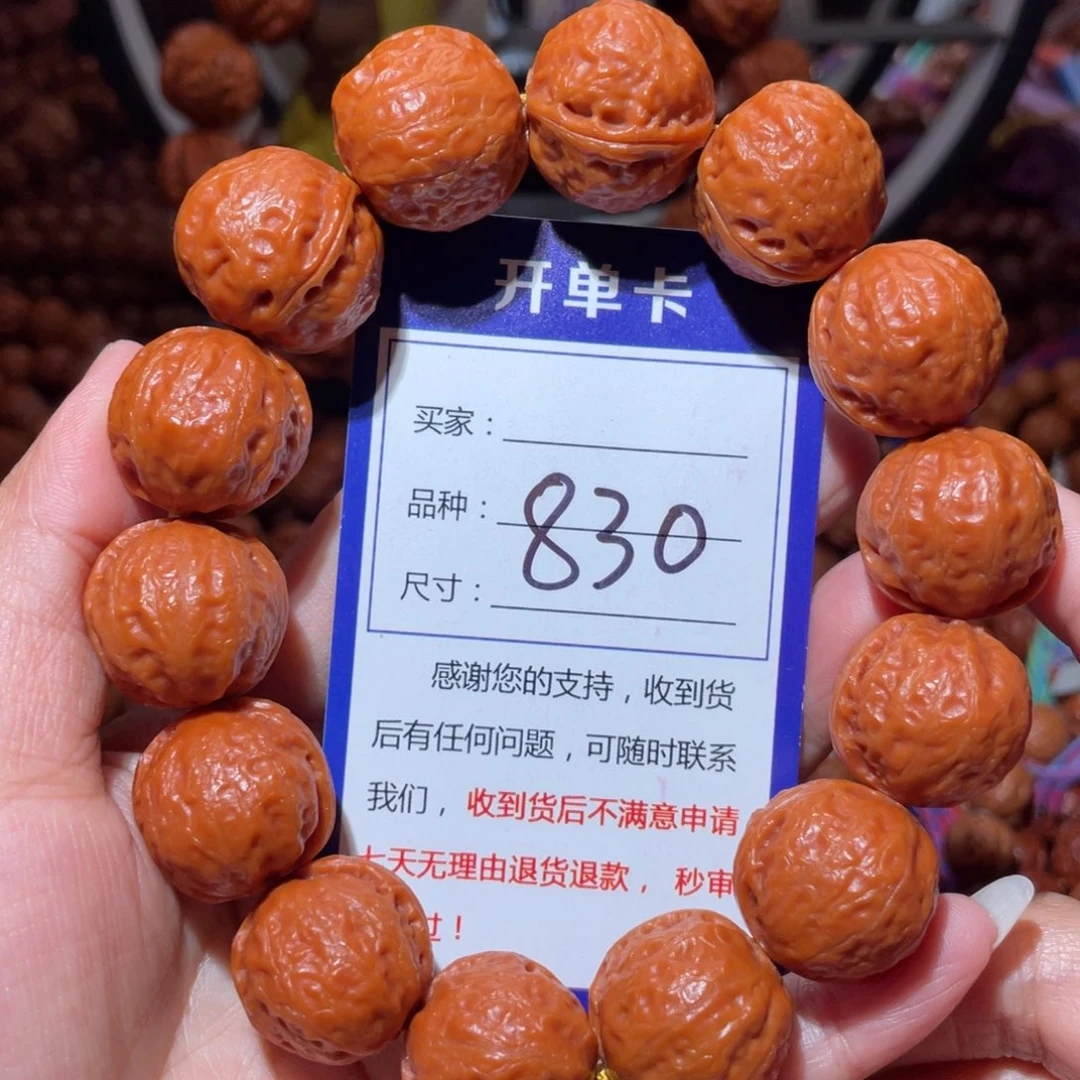 开单卡
买家：
品种：
830
尺寸：
感谢您的支持，收到货
后有任何问题，可随时联系
我们，收到货后不满意申请
七天无理由退货退款，秒审
过！